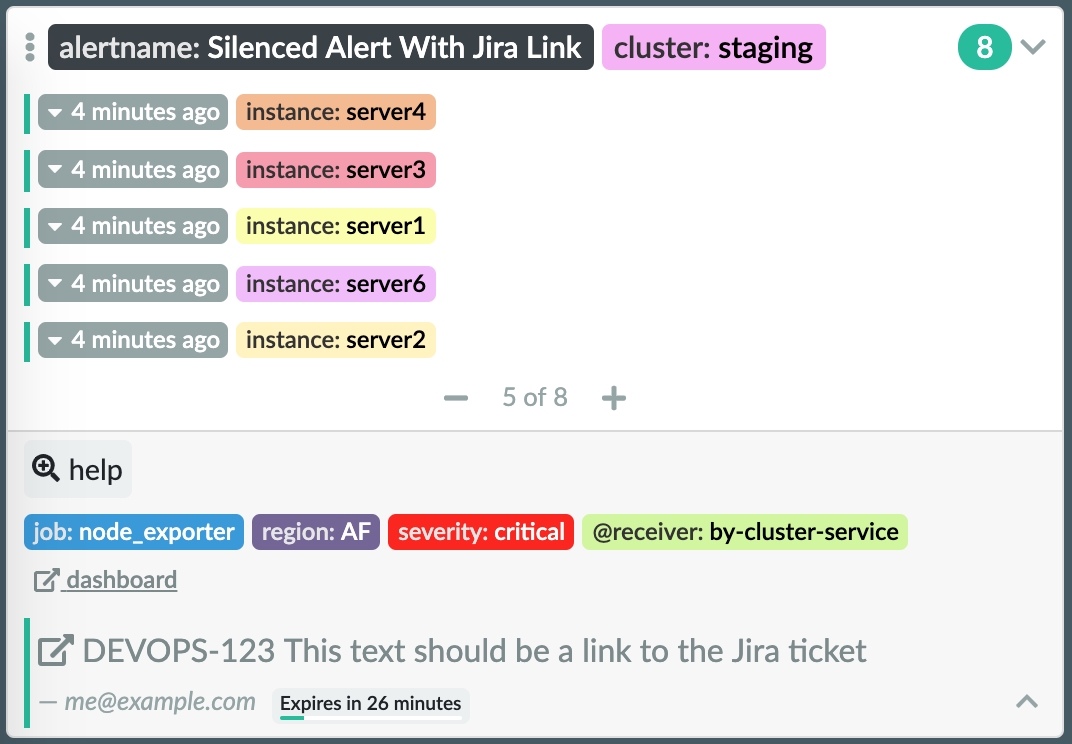 alertname: Silenced Alert With Jira Link cluster: staging 8
4 minutes ago instance: server4
4 minutes ago instance: server3
4 minutes ago instance: server1
4 minutes ago instance: server6
4 minutes ago instance: server2
5 of 8
help
job: node_exporter region: AF severity: critical @receiver: by-cluster-service
dashboard
DEVOPS-123 This text should be a link to the Jira ticket
— me@example.com Expires in 26 minutes